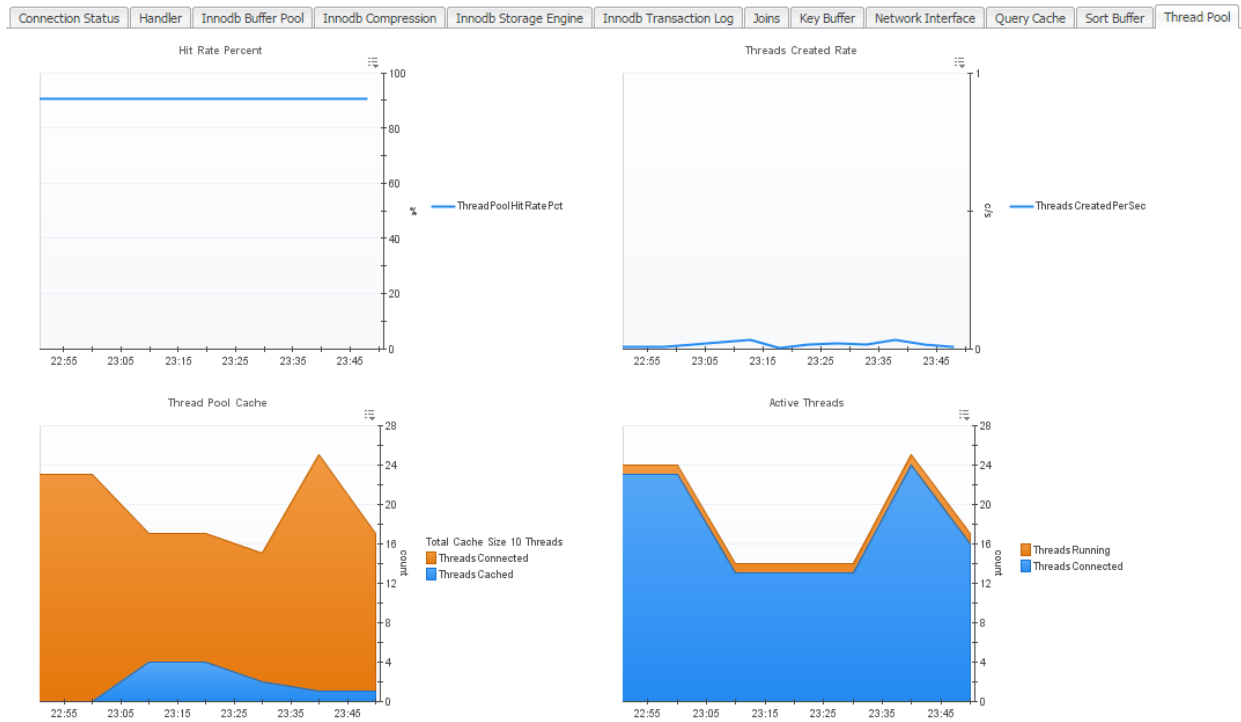 Connection Status Handler Innodb Buffer Pool Innodb Compression Innodb Storage Engine Innodb Transaction Log Joins Key Buffer Network Interface Query Cache Sort Buffer Thread Pool
Hit Rate Percent
100
80
60
40
20
0
%
ThreadPoolHitRatePct
22:55 23:05 23:15 23:25 23:35 23:45
Threads Created Rate
1
0
c/s
Threads Created Per Sec
22:55 23:05 23:15 23:25 23:35 23:45
Thread Pool Cache
28
24
20
16
12
8
4
0
count
Total Cache Size 10 Threads
Threads Connected
Threads Cached
22:55 23:05 23:15 23:25 23:35 23:45
Active Threads
28
24
20
16
12
8
4
0
count
Threads Running
Threads Connected
22:55 23:05 23:15 23:25 23:35 23:45